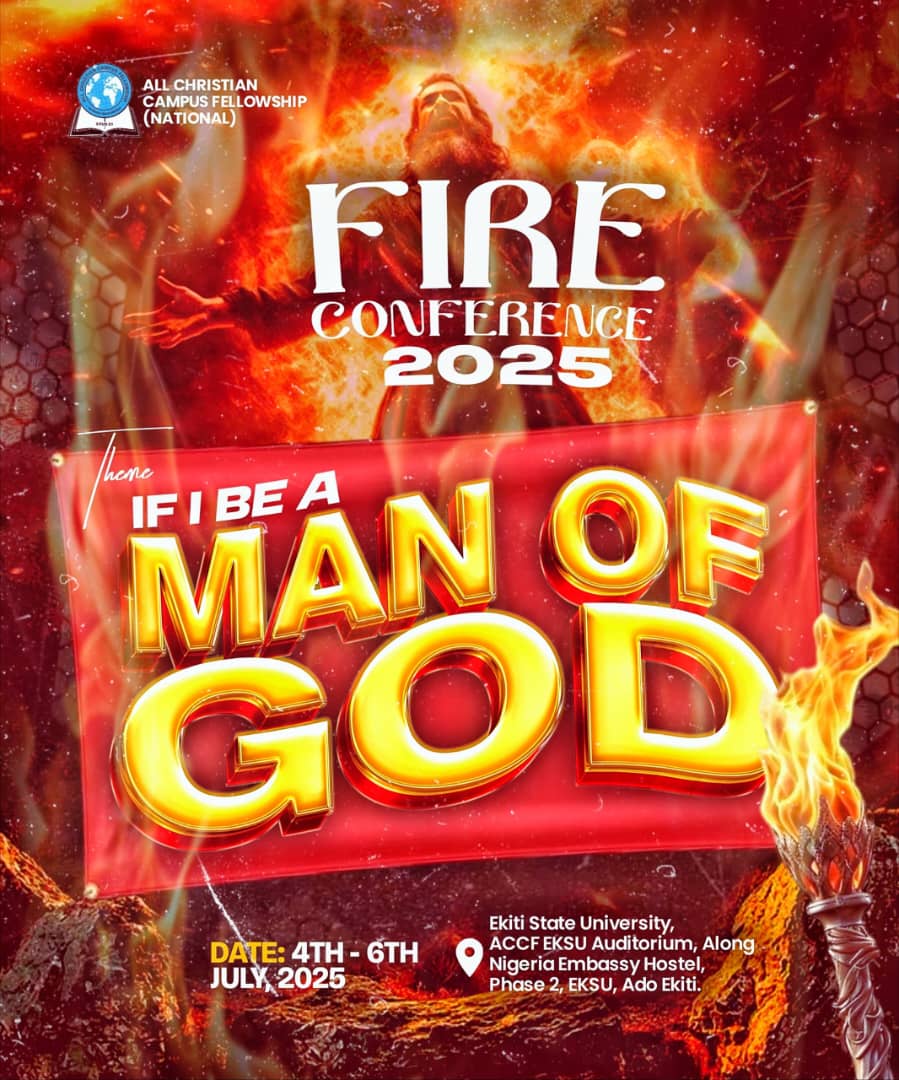 ALL CHRISTIAN
CAMPUS FELLOWSHIP
(NATIONAL)
FIRE
CONFERENCE
2025
Theme
IF I BE A
MAN OF
GOD
DATE: 4TH - 6TH
JULY, 2025
Ekiti State University,
ACCF EKSU Auditorium, Along
Nigeria Embassy Hostel,
Phase 2, EKSU, Ado Ekiti.